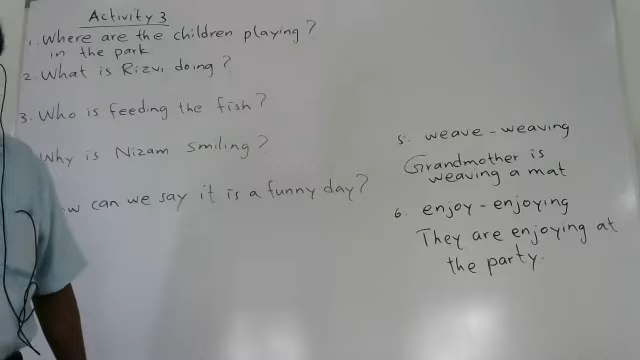 Activity 3
1. Where are the children playing?
in the park
2. What is Rizvi doing?
3. Who is feeding the fish?
Why is Nizam smiling?
ow can we say it is a funny day?
5. weave - weaving
Grandmother is
weaving a mat
6. enjoy - enjoying
They are enjoying at
the party.